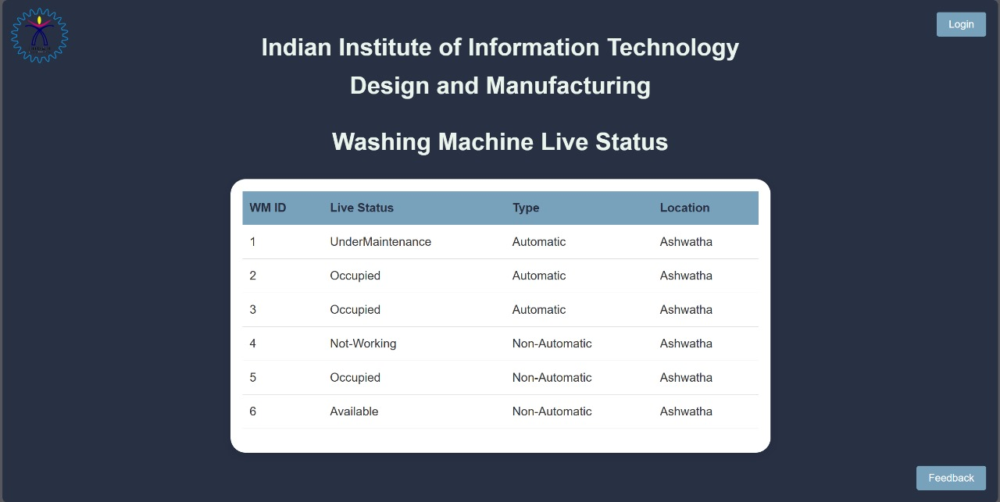 Login
Indian Institute of Information Technology
Design and Manufacturing
Washing Machine Live Status
WM ID Live Status Type Location
1 UnderMaintenance Automatic Ashwatha
2 Occupied Automatic Ashwatha
3 Occupied Automatic Ashwatha
4 Not-Working Non-Automatic Ashwatha
5 Occupied Non-Automatic Ashwatha
6 Available Non-Automatic Ashwatha
Feedback